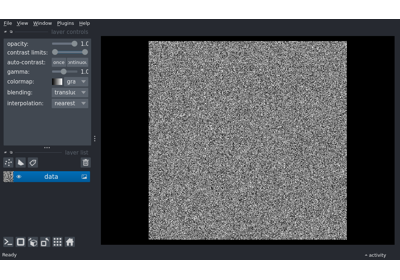 File View Window Plugins Help
layer controls
opacity: 1.0
contrast limits:
auto-contrast: once
gamma: 1.0
colormap: gra
blending: translu
interpolation: nearest
layer list
data
Ready
activity